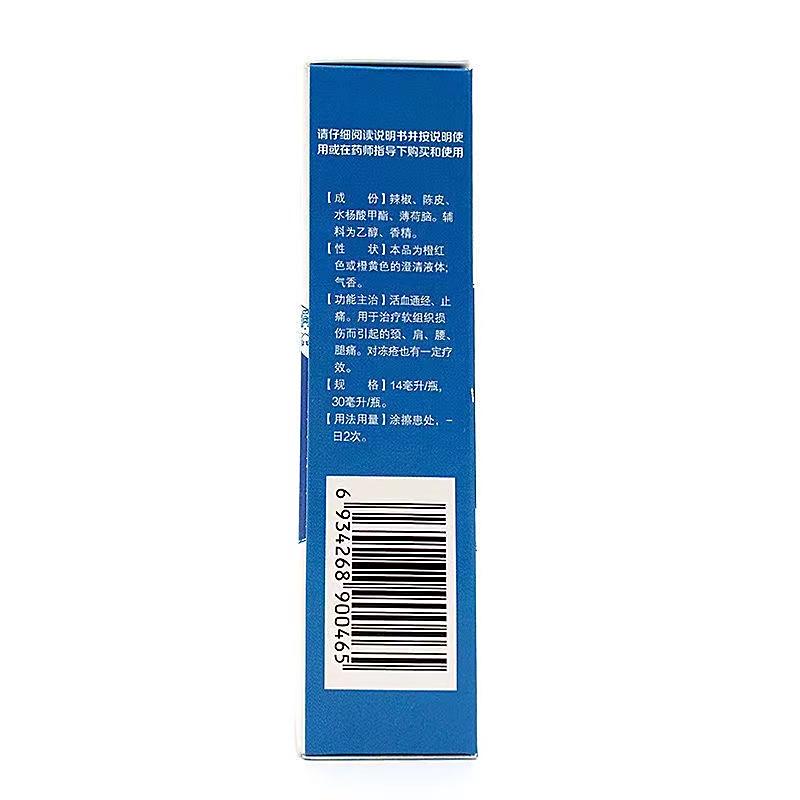 请仔细阅读说明书并按说明使
用或在药师指导下购买和使用
【成　份】辣椒、陈皮、
水杨酸甲酯、薄荷脑。辅
料为乙醇、香精。
【性　状】本品为橙红
色或橙黄色的澄清液体;
气香。
【功能主治】活血通经、止
痛。用于治疗软组织损
伤而引起的颈、肩、腰、
腿痛。对冻疮也有一定疗
效。
【规　格】14毫升/瓶,
30毫升/瓶。
【用法用量】涂擦患处，一
日2次。
6 934268 900465